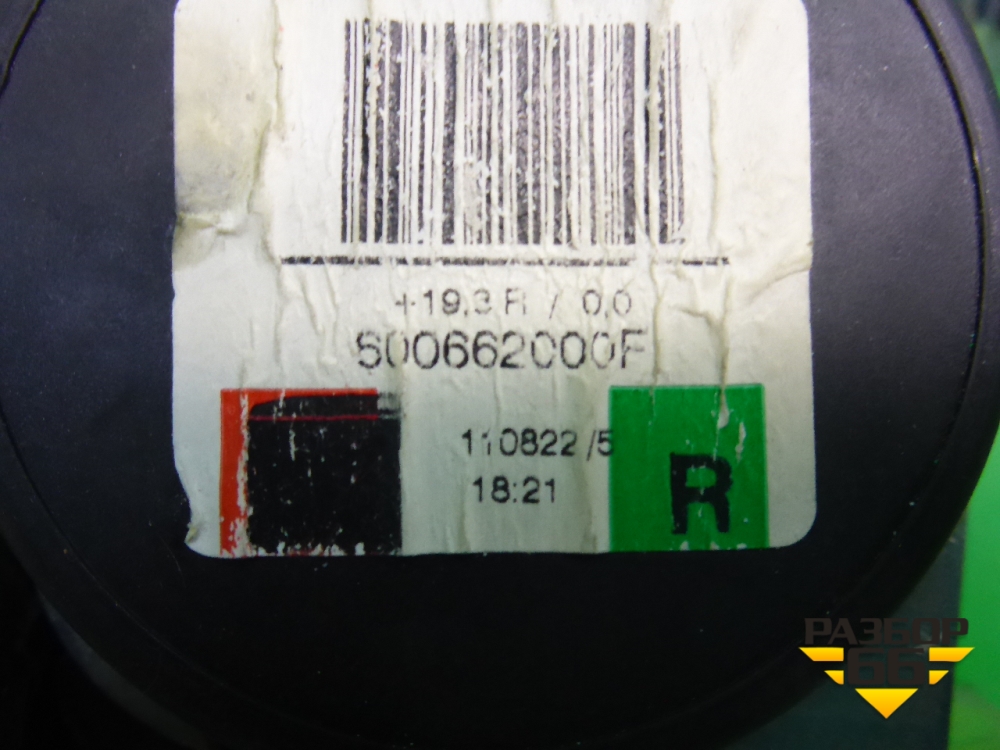 +19,3 R / 0,0
600662000F
110822 /5
18:21
R
РАЗБОР
66